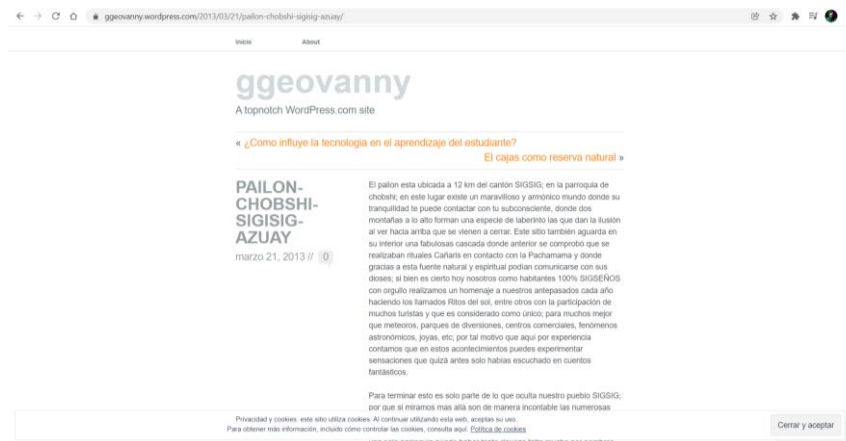 ggeovanny.wordpress.com/2013/03/21/pailon-chobshi-sigisig-azuay/
Inicio About
ggeovanny
A topnotch WordPress.com site
« ¿Como influye la tecnologia en el aprendizaje del estudiante?
El cajas como reserva natural »
PAILON-
CHOBSHI-
SIGISIG-
AZUAY
marzo 21, 2013 // 0
El pailon esta ubicada a 12 km del cantón SIGSIG; en la parroquia de
chobshi; en este lugar existe un maravilloso y armónico mundo donde su
tranquilidad te puede contactar con tu subconsciente, donde dos
montañas a lo alto forman una especie de laberinto las que dan la ilusión
al ver hacia arriba que se vienen a cerrar. Este sitio también aguarda en
su interior una fabulosas cascada donde anterior se comprobó que se
realizaban rituales Cañaris en contacto con la Pachamama y donde
gracias a esta fuente natural y espiritual podían comunicarse con sus
dioses; si bien es cierto hoy nosotros como habitantes 100% SIGSEÑOS
con orgullo realizamos un homenaje a nuestros antepasados cada año
haciendo los llamados Ritos del sol, entre otros con la participación de
muchos turistas y que es considerado como único; para muchos mejor
que meteoros, parques de diversiones, centros comerciales, fenómenos
astronómicos, joyas, etc, por tal motivo que aquí por experiencia
contamos que en estos acontecimientos puedes experimentar
sensaciones que quizá antes solo habías escuchado en cuentos
fantásticos.
Para terminar esto es solo parte de lo que oculta nuestro pueblo SIGSIG;
por que si miramos mas allá son de manera incontable las numerosas
Privacidad y cookies: este sitio utiliza cookies. Al continuar utilizando esta web, aceptas su uso.
Para obtener más información, incluido cómo controlar las cookies, consulta aquí: Política de cookies
Cerrar y aceptar